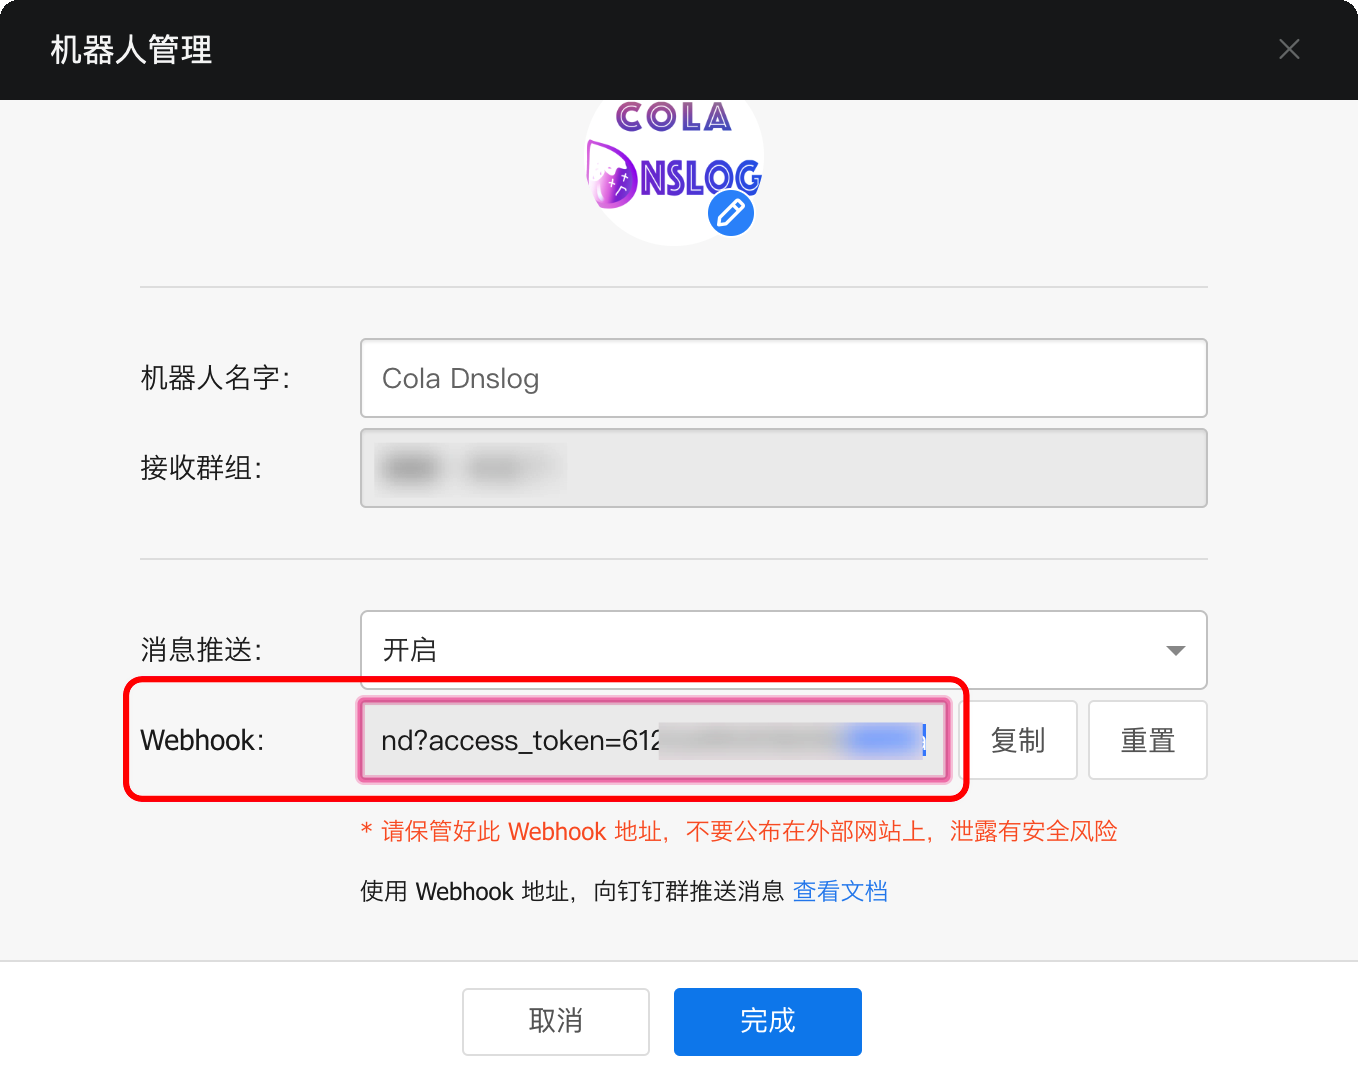 机器人管理
COLA
DNSLOG
机器人名字：
Cola Dnslog
接收群组：
消息推送：
开启
Webhook：
nd?access_token=612
复制
重置
* 请保管好此 Webhook 地址，不要公布在外部网站上，泄露有安全风险
使用 Webhook 地址，向钉钉群推送消息 查看文档
取消
完成